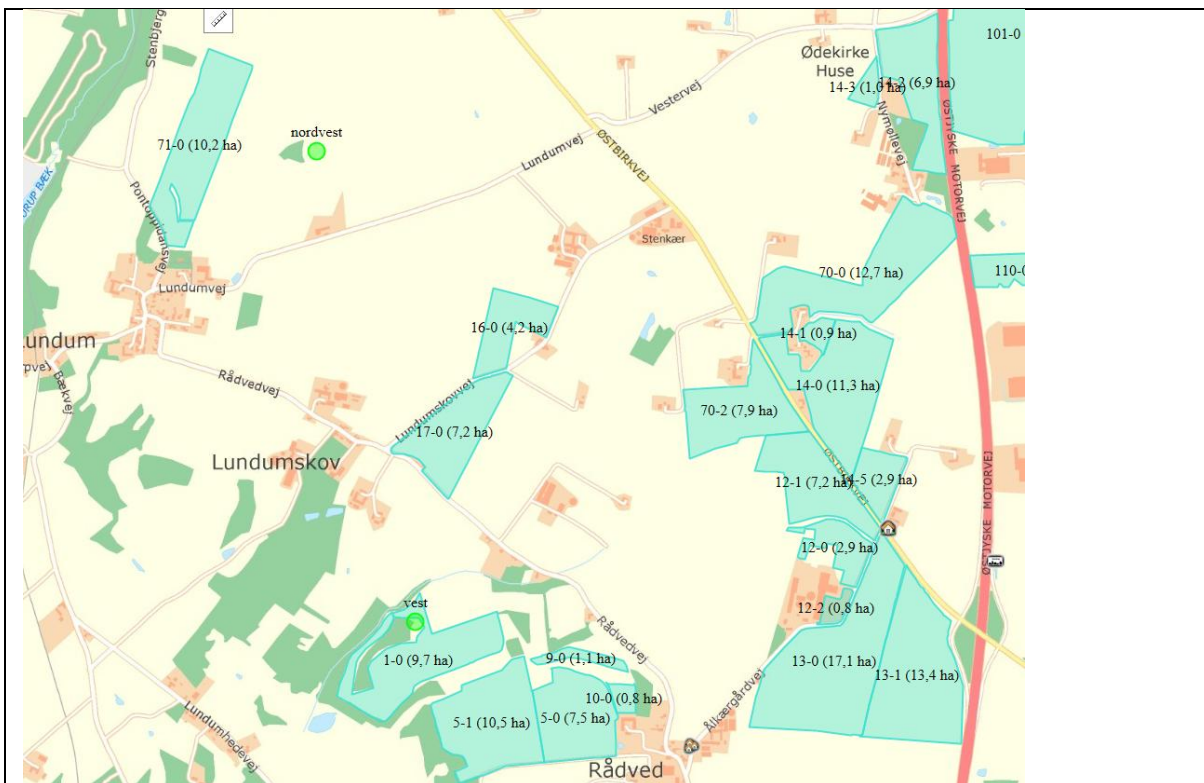 Stenbjerg
101-0
Ødekirke
Huse
14-3 (1,0 ha)
14-2 (6,9 ha)
Vestervej
nordvest
ØSTBIRKVEJ
Nymøllevej
ØSTJYSKE MOTORVEJ
71-0 (10,2 ha)
Lundumvej
Pontoppidansvej
Stenkær
70-0 (12,7 ha)
110-0
Lundumvej
16-0 (4,2 ha)
14-1 (0,9 ha)
Bækvej
Rådvedvej
14-0 (11,3 ha)
Lundumskovvej
70-2 (7,9 ha)
17-0 (7,2 ha)
Lundumskov
ØSTBIRKVEJ
12-1 (7,2 ha)
14-5 (2,9 ha)
ØSTJYSKE MOTORVEJ
12-0 (2,9 ha)
vest
12-2 (0,8 ha)
Rådvedvej
1-0 (9,7 ha)
9-0 (1,1 ha)
13-0 (17,1 ha)
13-1 (13,4 ha)
10-0 (0,8 ha)
Ålkærgårdvej
5-1 (10,5 ha)
5-0 (7,5 ha)
Lundumhedevej
Rådved